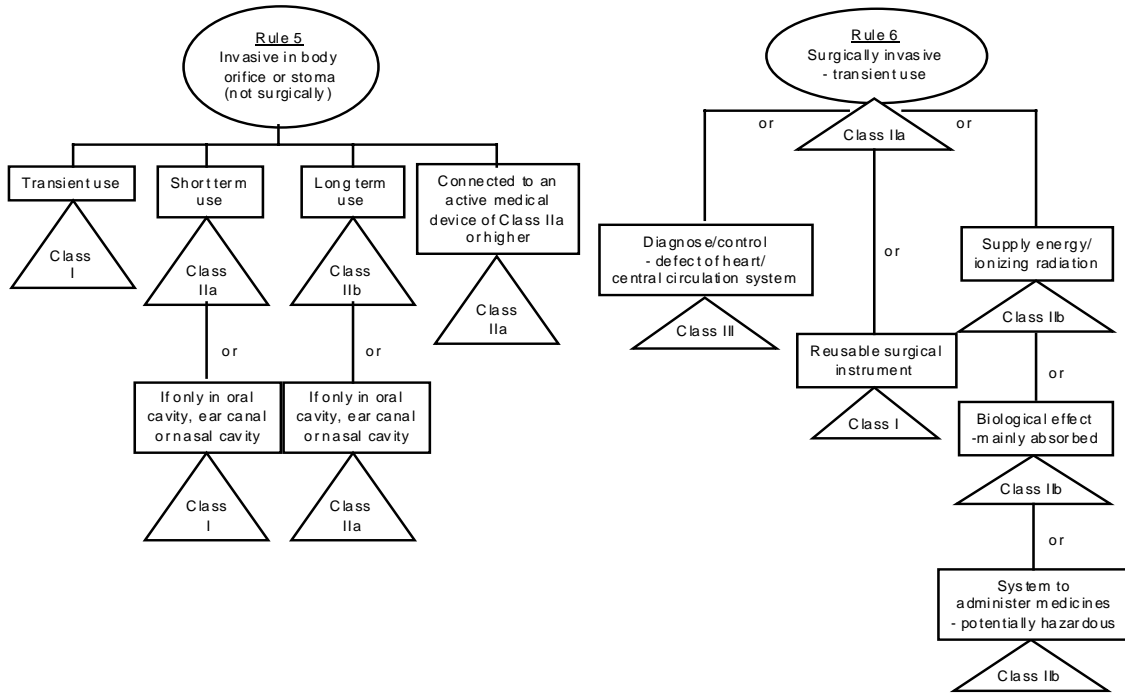 Rule 5
Invasive in body
orifice or stoma
(not surgically)
Transient use
Class
I
Short term
use
Class
IIa
or
If only in oral
cavity, ear canal
or nasal cavity
Class
I
Long term
use
Class
IIb
or
If only in oral
cavity, ear canal
or nasal cavity
Class
IIa
Connected to an
active medical
device of Class IIa
or higher
Class
IIa
Rule 6
Surgically invasive
- transient use
Class IIa
or
Diagnose/control
- defect of heart/
central circulation system
Class III
or
Reusable surgical
instrument
Class I
or
Supply energy/
ionizing radiation
Class IIb
or
Biological effect
-mainly absorbed
Class IIb
or
System to
administer medicines
- potentially hazardous
Class IIb